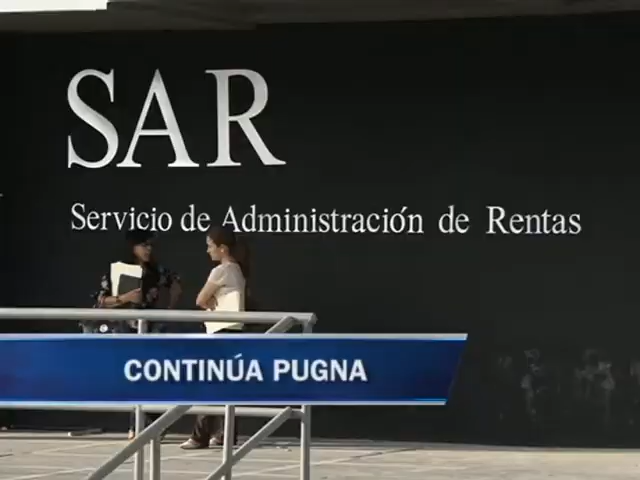 SAR
Servicio de Administración de Rentas
CONTINÚA PUGNA